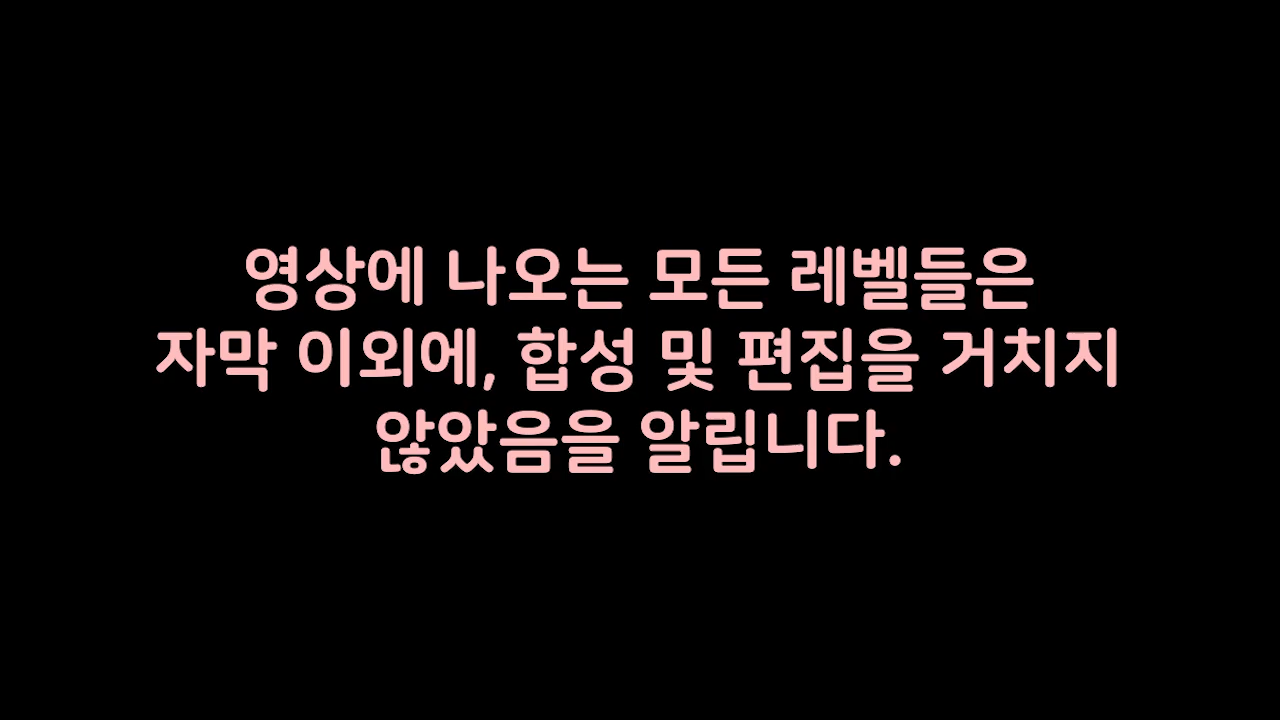 영상에 나오는 모든 레벨들은
자막 이외에, 합성 및 편집을 거치지
않았음을 알립니다.